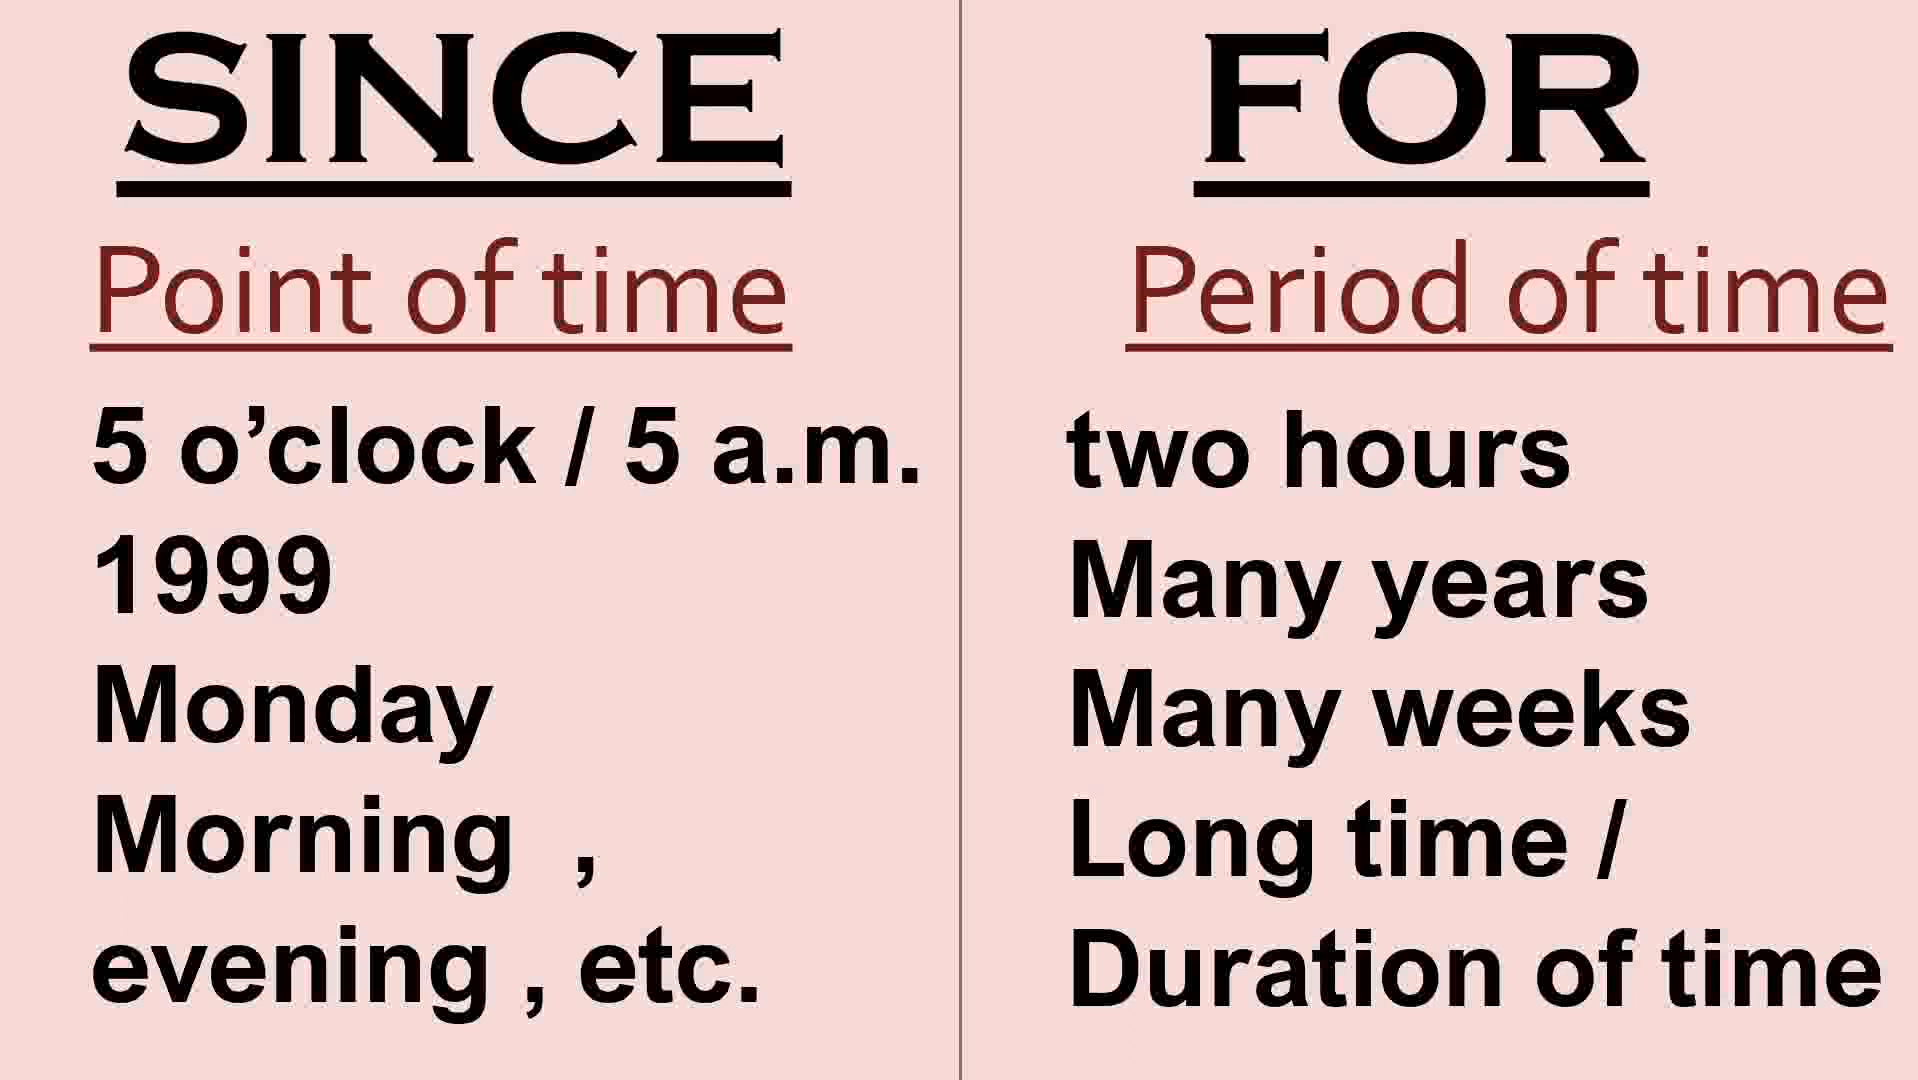 SINCE
Point of time
5 o’clock / 5 a.m.
1999
Monday
Morning  ,
evening , etc.
FOR
Period of time
two hours
Many years
Many weeks
Long time /
Duration of time